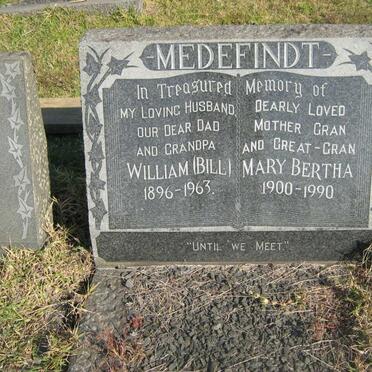 MEDEFINDT
In Treasured Memory of
MY LOVING HUSBAND
OUR DEAR DAD
AND GRANDPA
WILLIAM (BILL)
1896-1963.
DEARLY LOVED
MOTHER GRAN
AND GREAT-GRAN
MARY BERTHA
1900-1990
"UNTIL WE MEET."